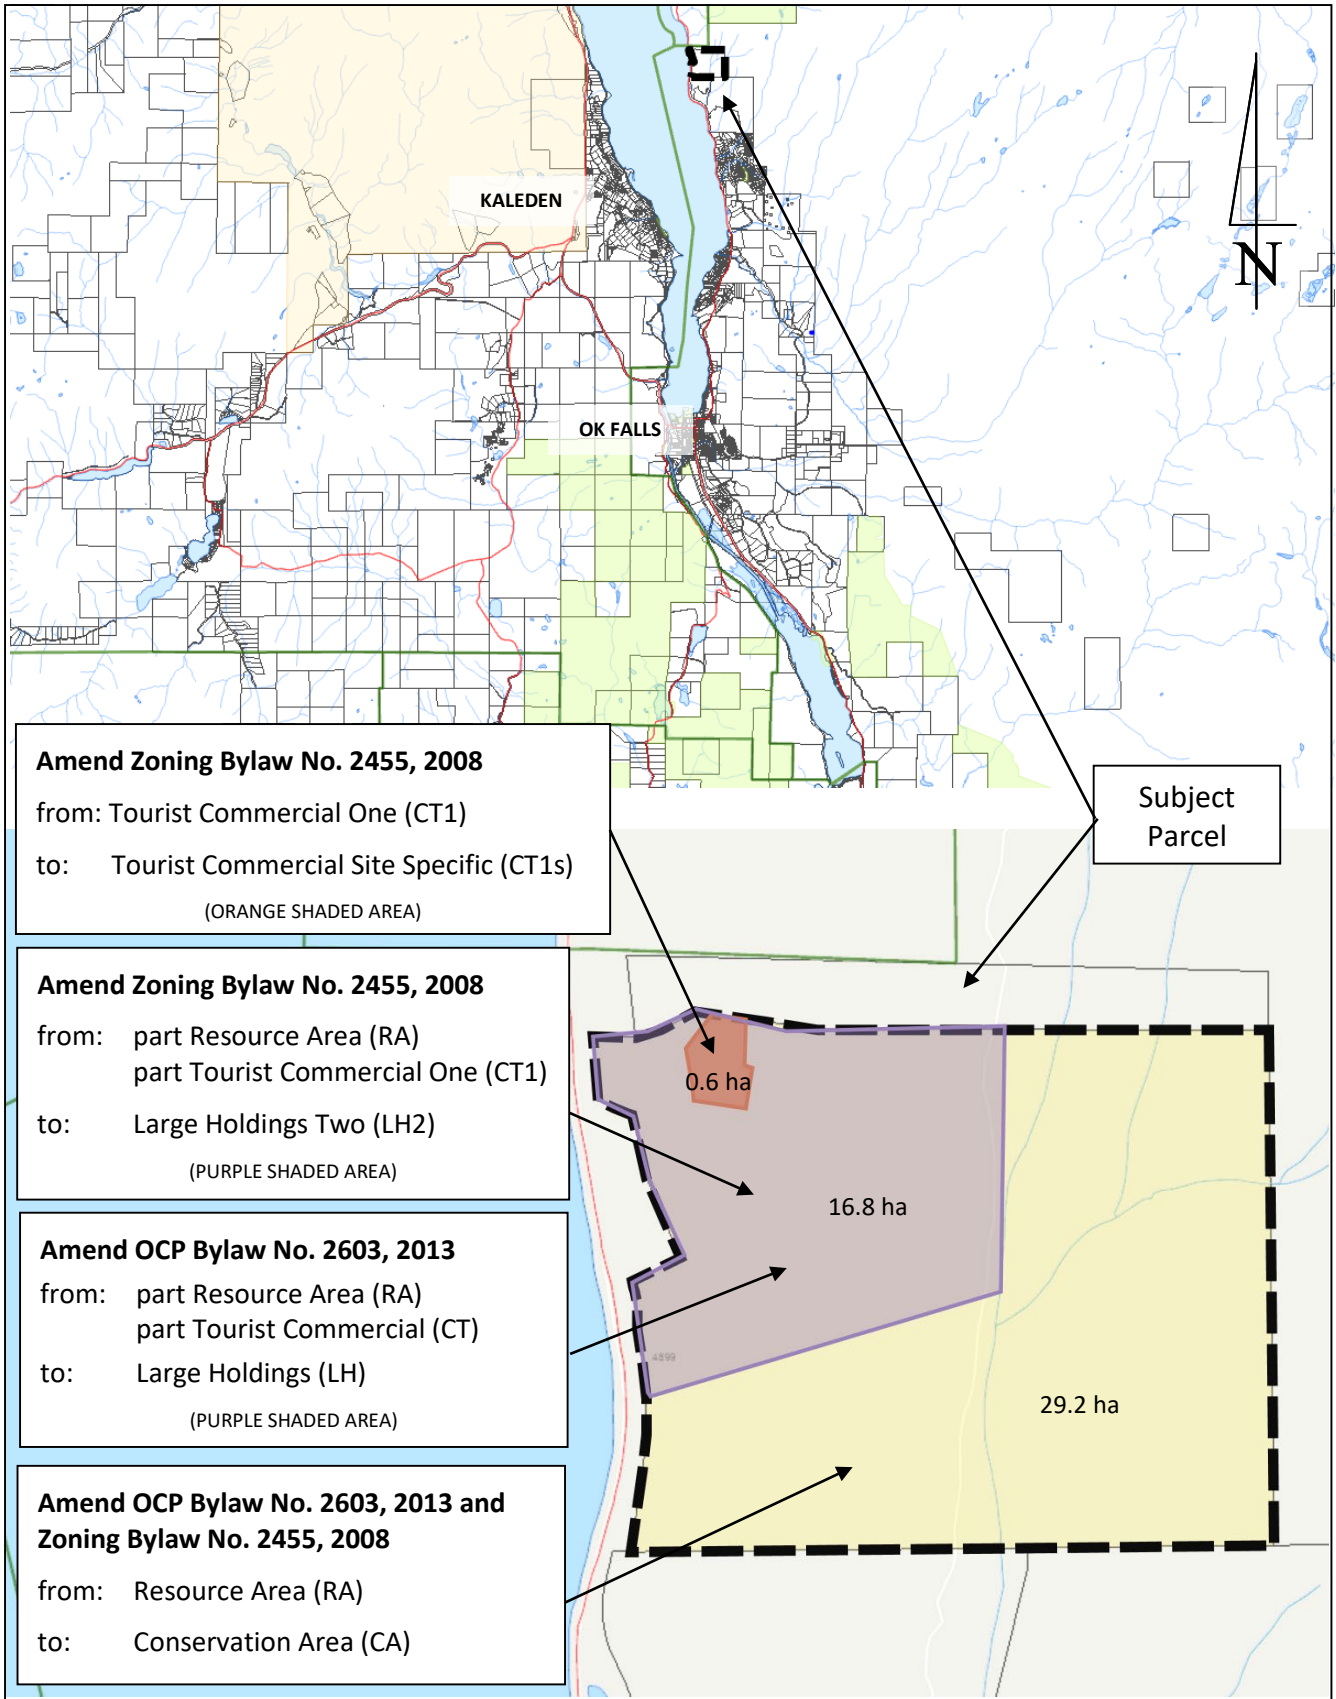 KALEDEN
OK FALLS
N
Amend Zoning Bylaw No. 2455, 2008
from: Tourist Commercial One (CT1)
to: Tourist Commercial Site Specific (CT1s)
(ORANGE SHADED AREA)
Subject
Parcel
Amend Zoning Bylaw No. 2455, 2008
from: part Resource Area (RA)
part Tourist Commercial One (CT1)
to: Large Holdings Two (LH2)
(PURPLE SHADED AREA)
0.6 ha
16.8 ha
Amend OCP Bylaw No. 2603, 2013
from: part Resource Area (RA)
part Tourist Commercial (CT)
to: Large Holdings (LH)
(PURPLE SHADED AREA)
4899
29.2 ha
Amend OCP Bylaw No. 2603, 2013 and
Zoning Bylaw No. 2455, 2008
from: Resource Area (RA)
to: Conservation Area (CA)